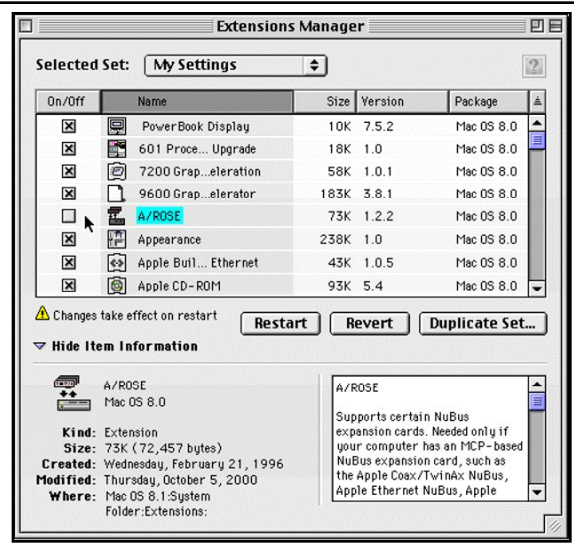 Extensions Manager
Selected Set: My Settings
On/Off Name Size Version Package
PowerBook Display 10K 7.5.2 Mac OS 8.0
601 Proce... Upgrade 18K 1.0 Mac OS 8.0
7200 Grap...eleration 58K 1.0.1 Mac OS 8.0
9600 Grap...elerator 183K 3.8.1 Mac OS 8.0
A/ROSE 73K 1.2.2 Mac OS 8.0
Appearance 238K 1.0 Mac OS 8.0
Apple Buil... Ethernet 43K 1.0.5 Mac OS 8.0
Apple CD-ROM 93K 5.4 Mac OS 8.0
Changes take effect on restart Restart Revert Duplicate Set...
Hide Item Information
A/ROSE
Mac OS 8.0
Kind: Extension
Size: 73K (72,457 bytes)
Created: Wednesday, February 21, 1996
Modified: Thursday, October 5, 2000
Where: Mac OS 8.1:System
Folder:Extensions:
A/ROSE
Supports certain NuBus
expansion cards. Needed only if
your computer has an MCP-based
NuBus expansion card, such as
the Apple Coax/TwinAx NuBus,
Apple Ethernet NuBus, Apple